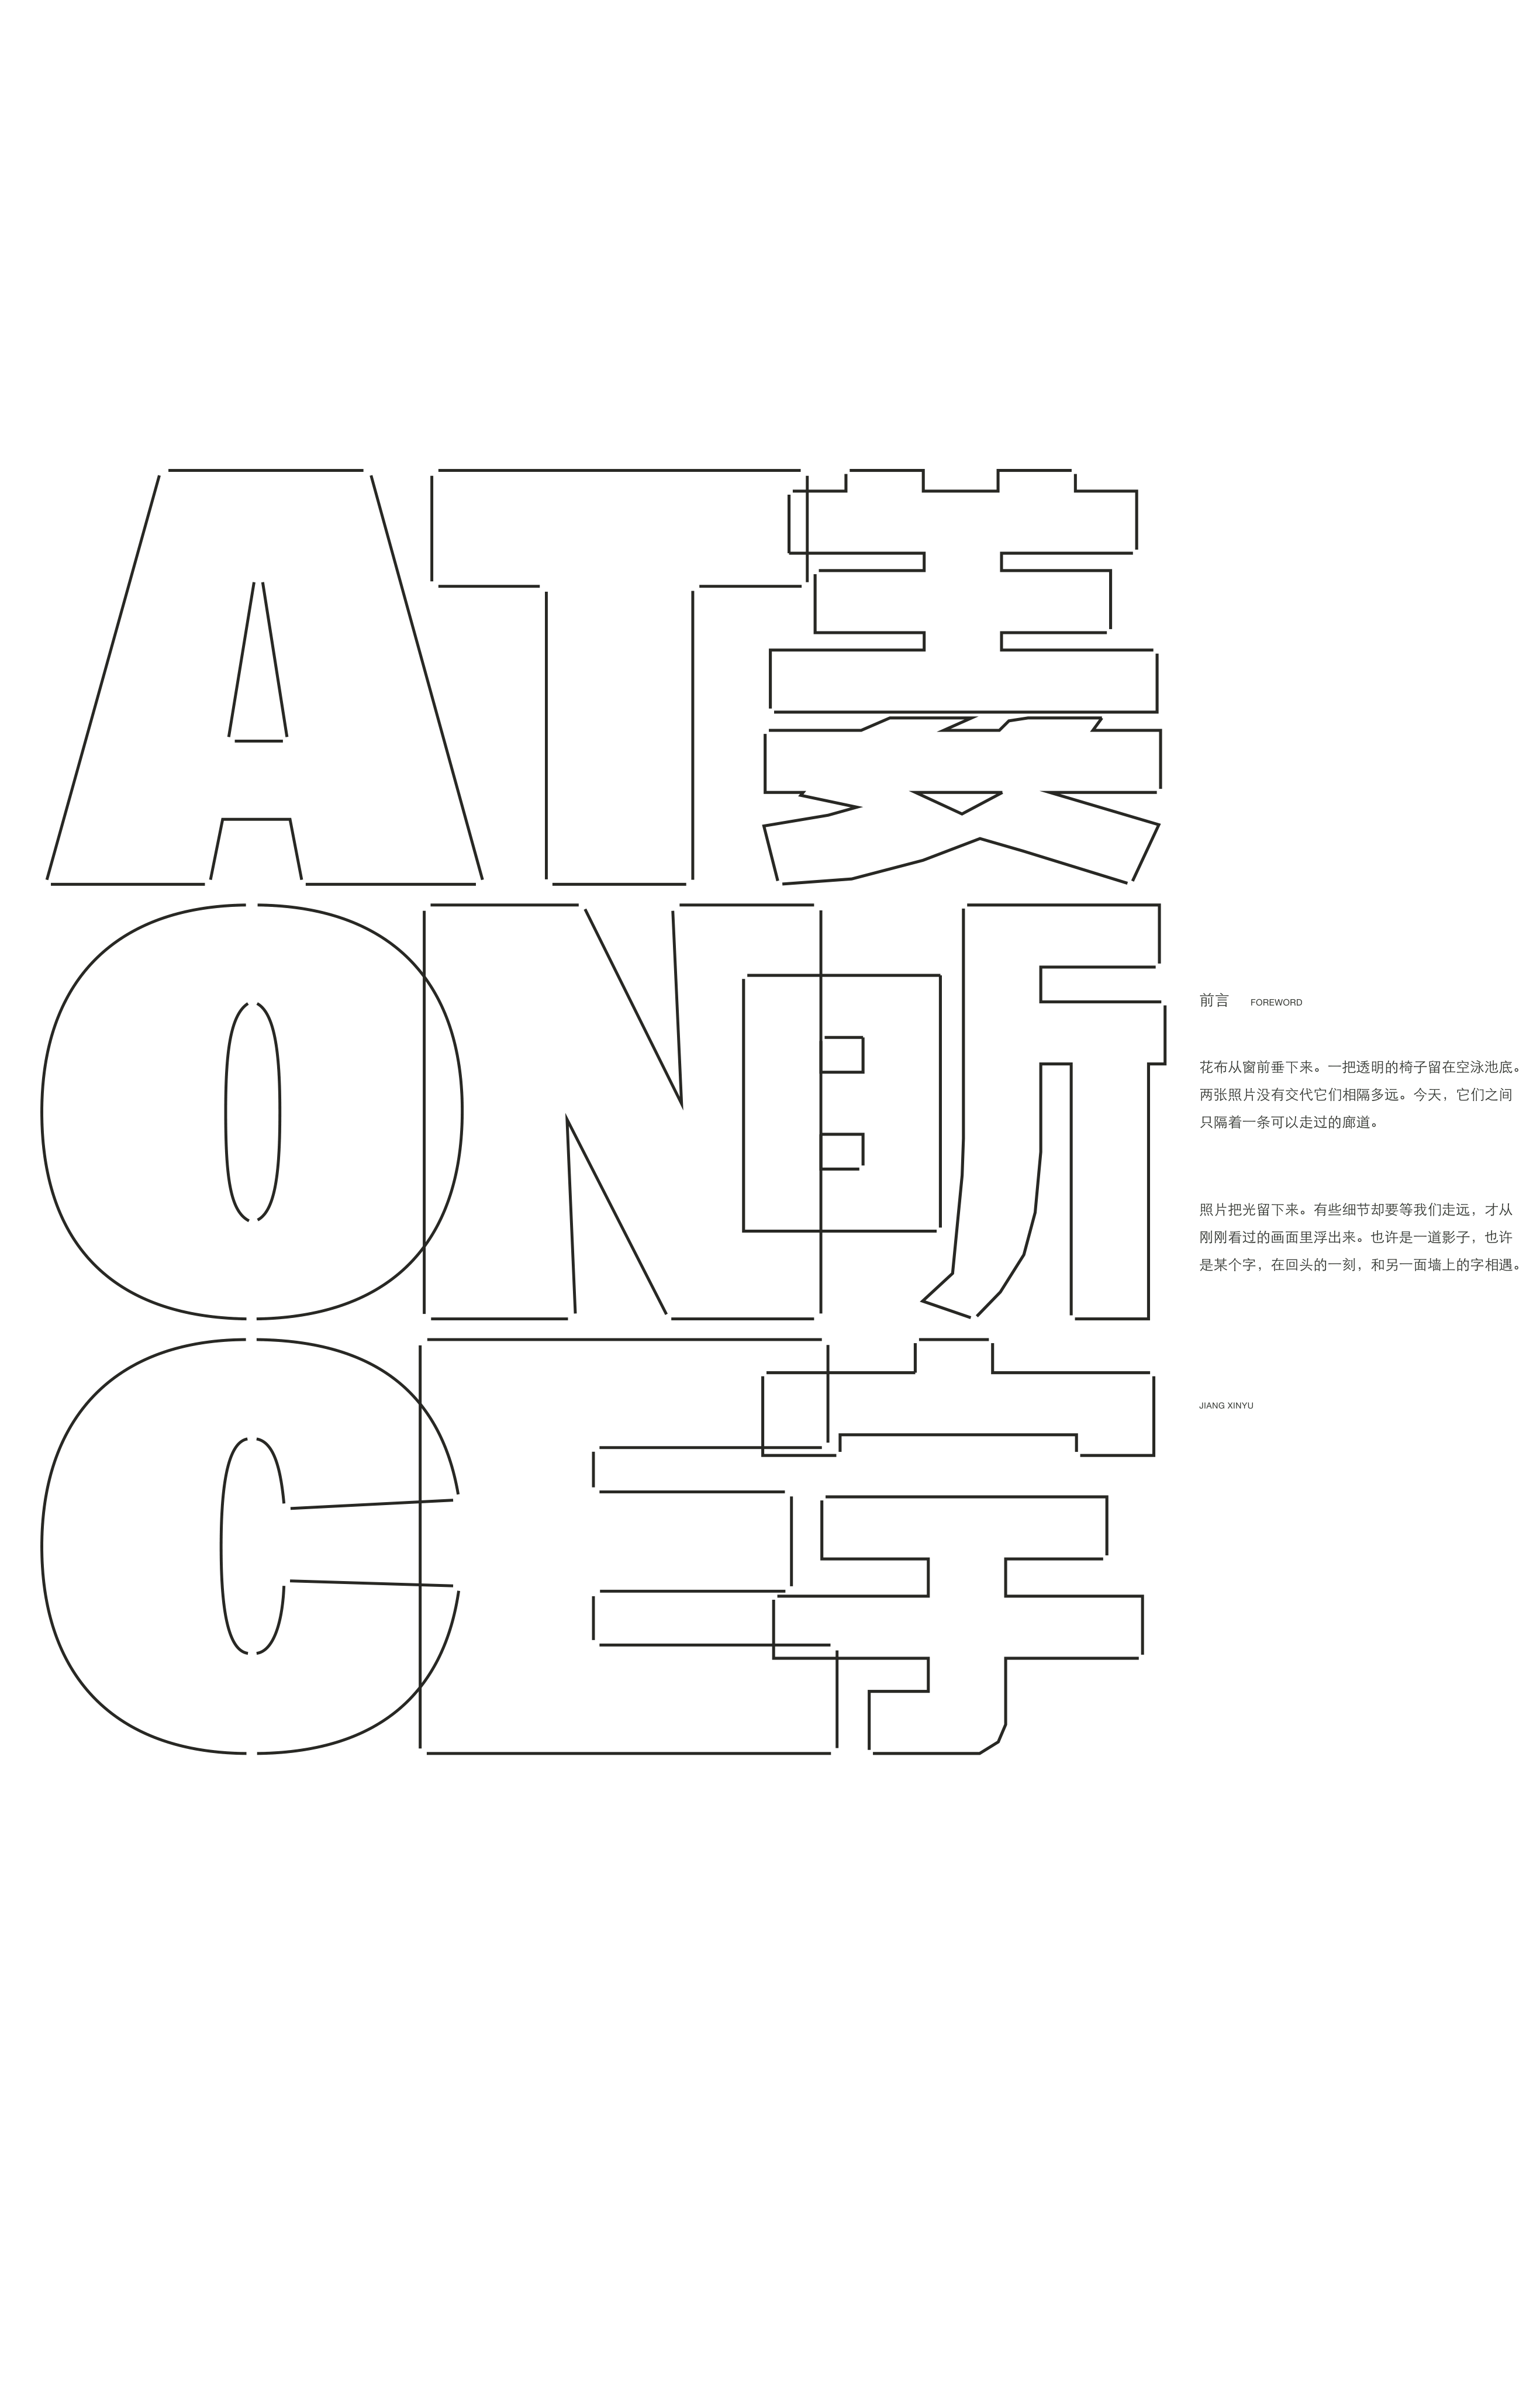 AT姜
ON昕
CE宇
前言 FOREWORD
花布从窗前垂下来。一把透明的椅子留在空泳池底。
两张照片没有交代它们相隔多远。今天，它们之间
只隔着一条可以走过的廊道。
照片把光留下来。有些细节却要等我们走远，才从
刚刚看过的画面里浮出来。也许是一道影子，也许
是某个字，在回头的一刻，和另一面墙上的字相遇。
JIANG XINYU